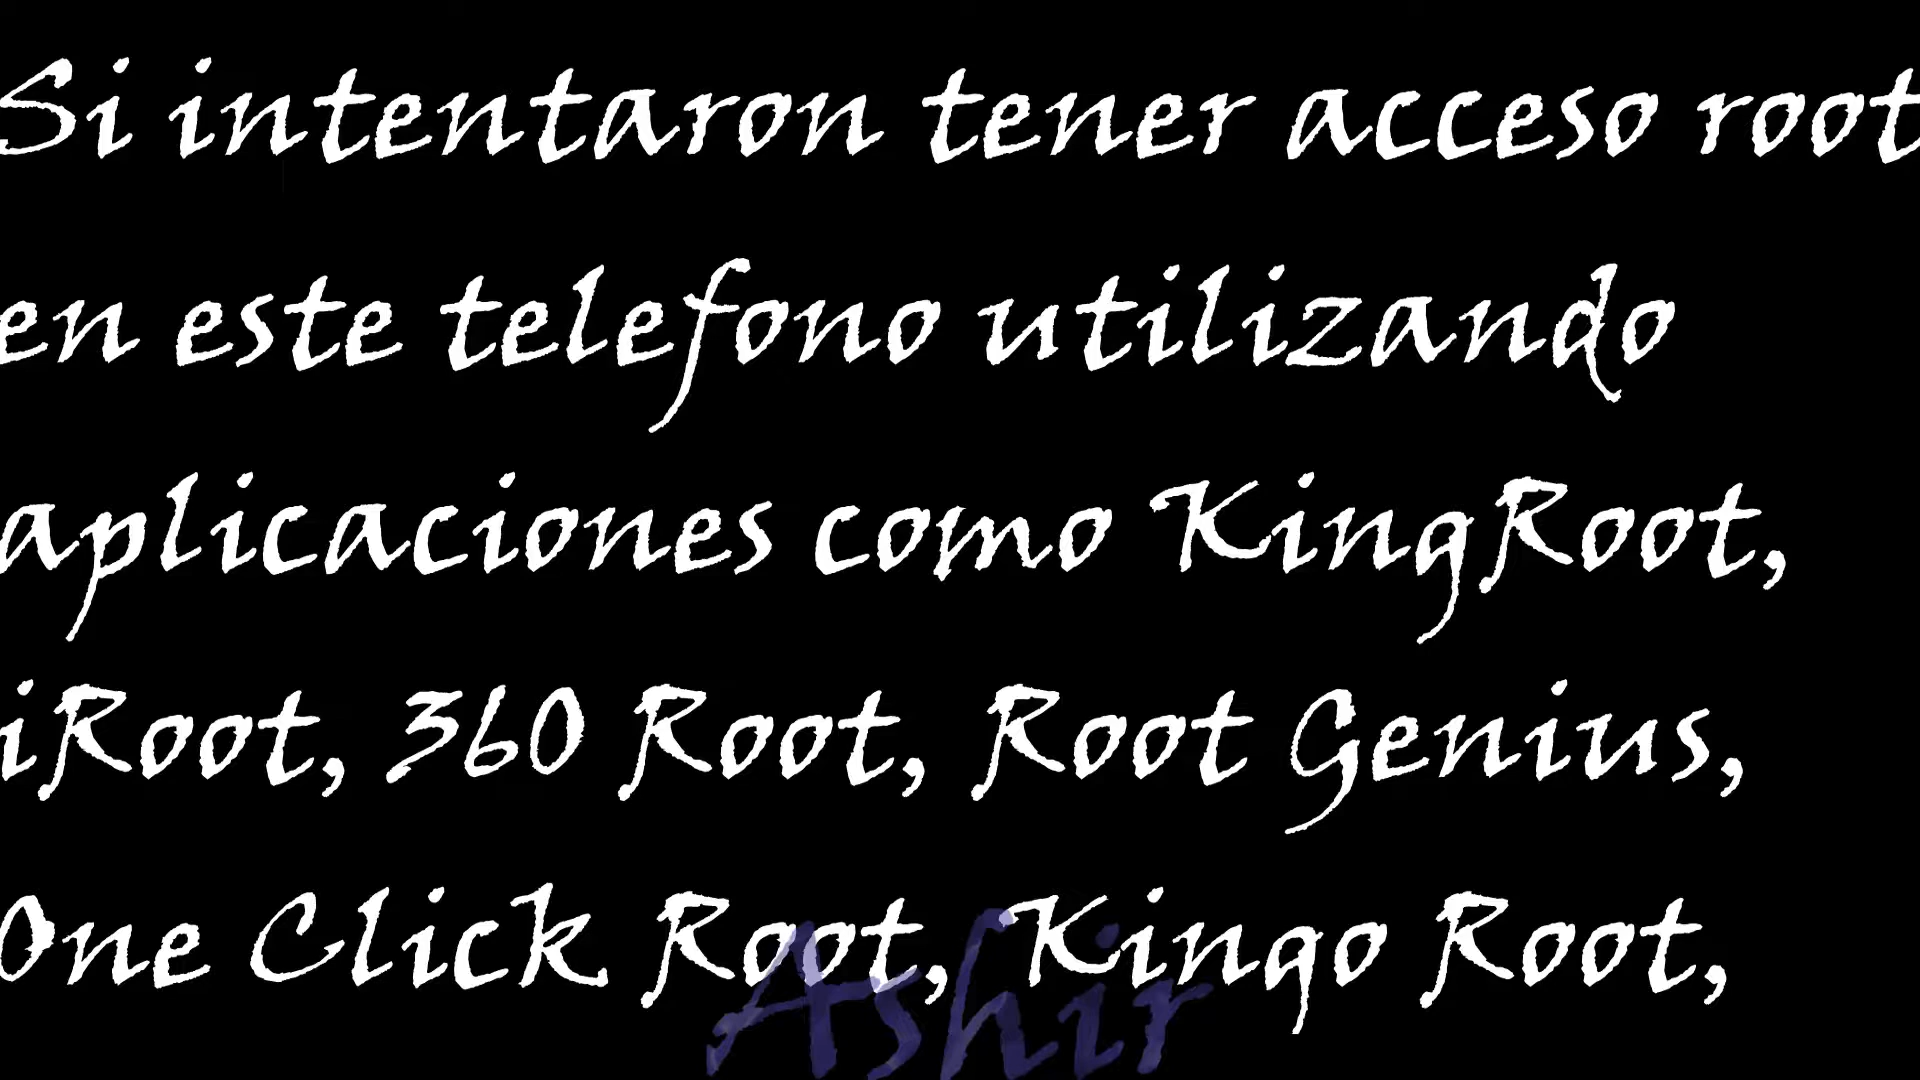 Si intentaron tener acceso root
en este telefono utilizando
aplicaciones como KingRoot,
iRoot, 360 Root, Root Genius,
One Click Root, Kingo Root,
Ashir